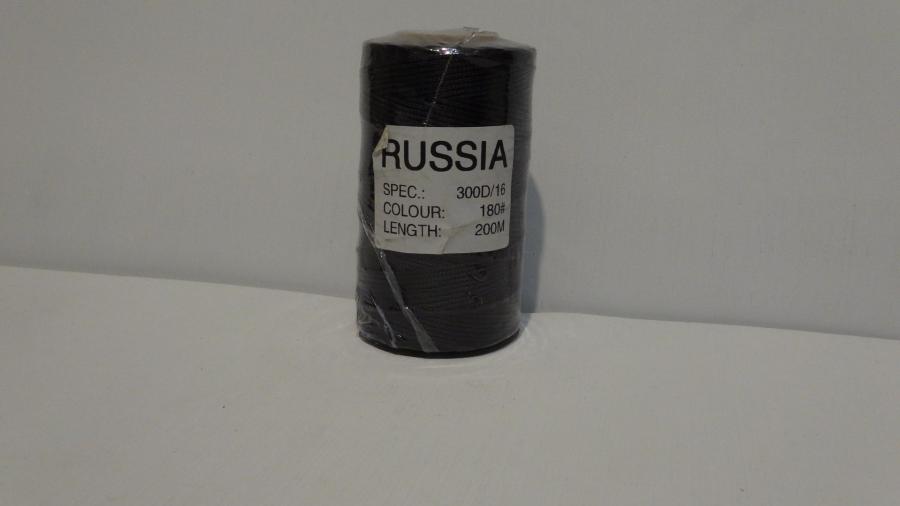 RUSSIA
SPEC.: 300D/16
COLOUR: 180#
LENGTH: 200M